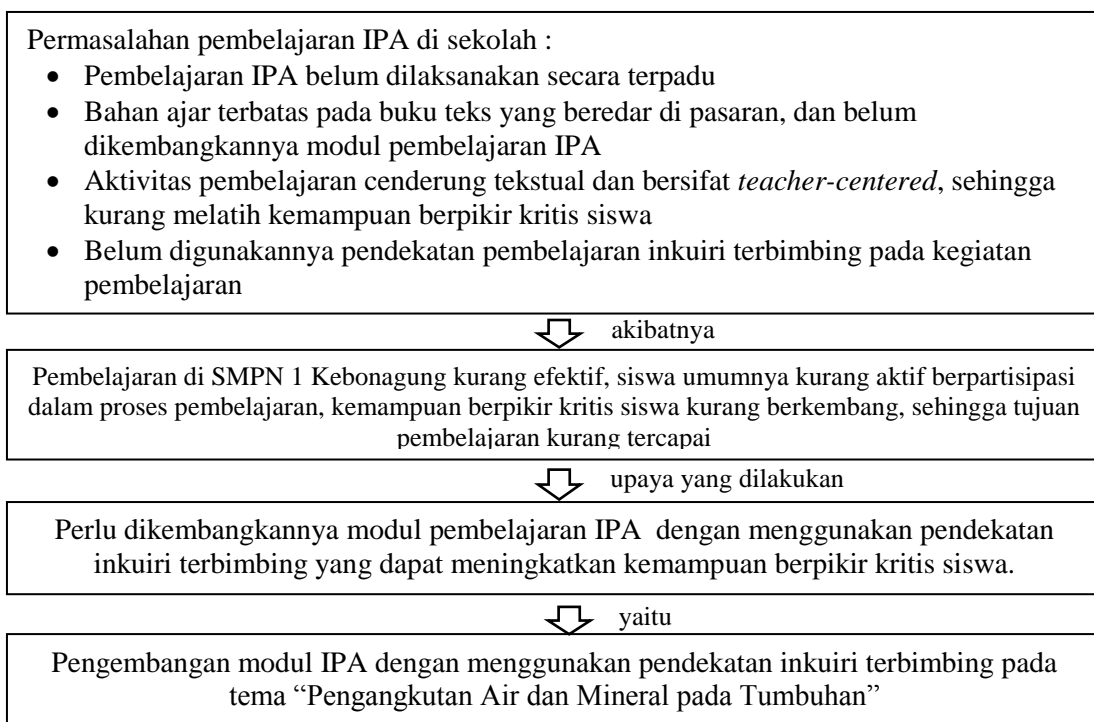 Permasalahan pembelajaran IPA di sekolah :
• Pembelajaran IPA belum dilaksanakan secara terpadu
• Bahan ajar terbatas pada buku teks yang beredar di pasaran, dan belum
dikembangkannya modul pembelajaran IPA
• Aktivitas pembelajaran cenderung tekstual dan bersifat teacher-centered, sehingga
kurang melatih kemampuan berpikir kritis siswa
• Belum digunakannya pendekatan pembelajaran inkuiri terbimbing pada kegiatan
pembelajaran
akibatnya
Pembelajaran di SMPN 1 Kebonagung kurang efektif, siswa umumnya kurang aktif berpartisipasi
dalam proses pembelajaran, kemampuan berpikir kritis siswa kurang berkembang, sehingga tujuan
pembelajaran kurang tercapai
upaya yang dilakukan
Perlu dikembangkannya modul pembelajaran IPA dengan menggunakan pendekatan
inkuiri terbimbing yang dapat meningkatkan kemampuan berpikir kritis siswa.
yaitu
Pengembangan modul IPA dengan menggunakan pendekatan inkuiri terbimbing pada
tema “Pengangkutan Air dan Mineral pada Tumbuhan”